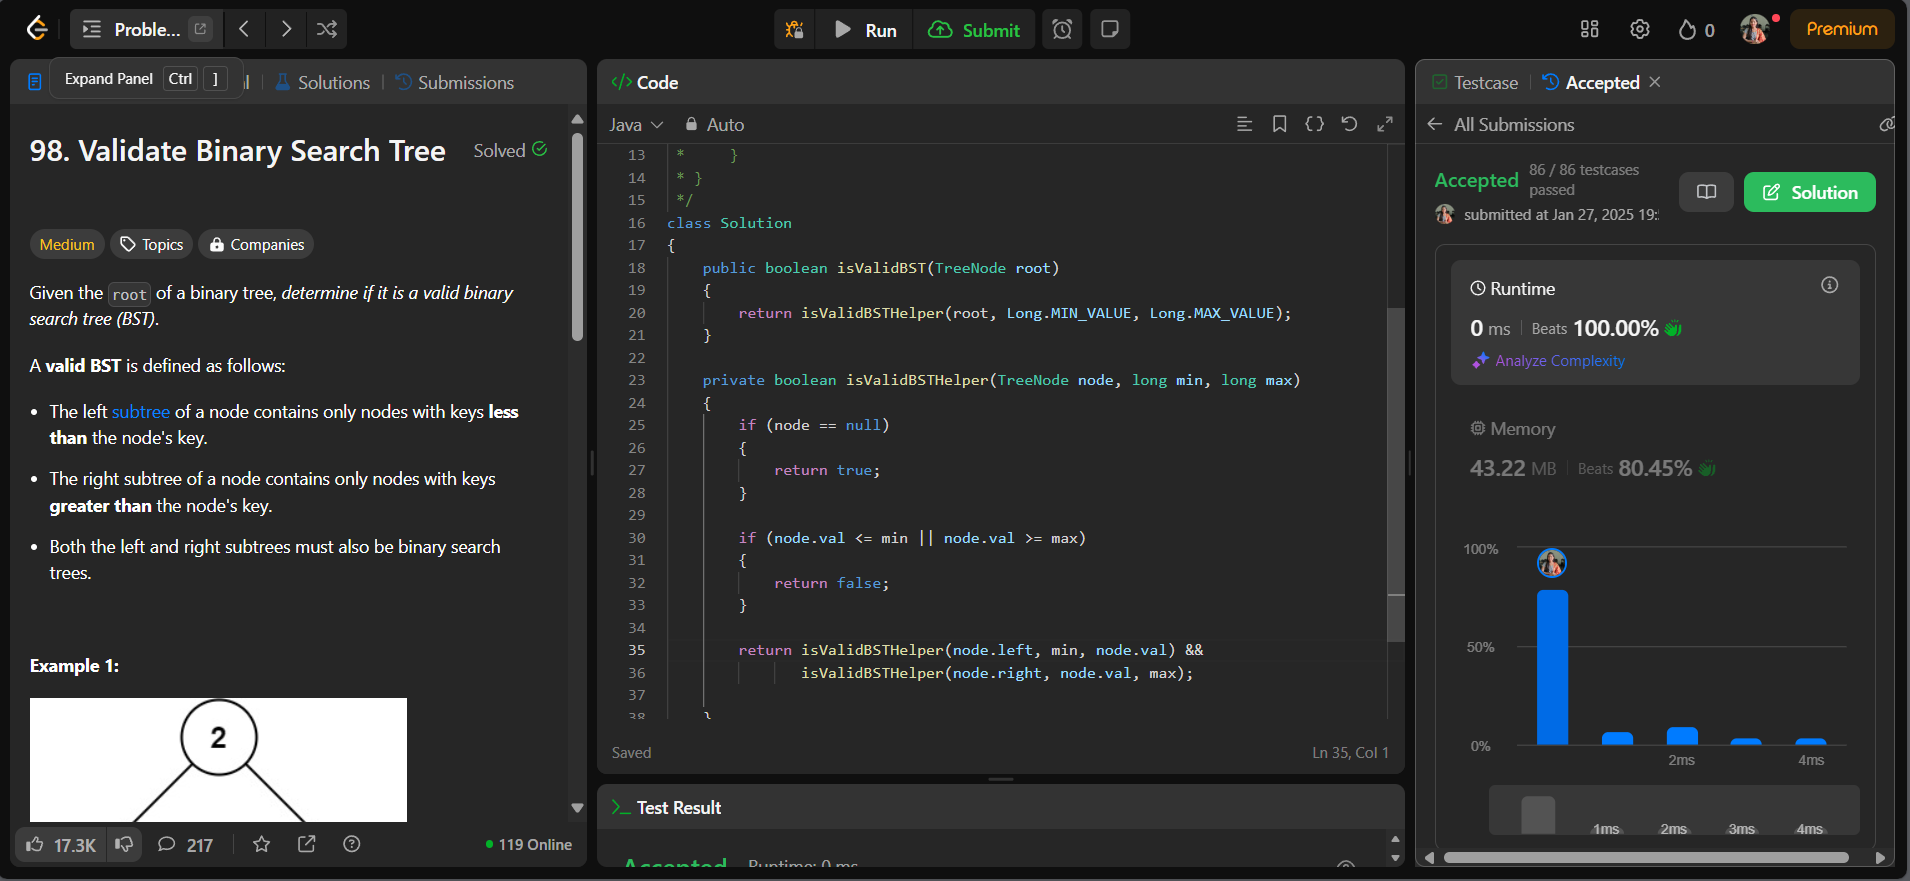 Proble...
Run
Submit
0
Premium
Expand Panel Ctrl ]
Solutions
Submissions
98. Validate Binary Search Tree
Solved
Medium
Topics
Companies
Given the root of a binary tree, determine if it is a valid binary
search tree (BST).
A valid BST is defined as follows:
• The left subtree of a node contains only nodes with keys less
than the node's key.
• The right subtree of a node contains only nodes with keys
greater than the node's key.
• Both the left and right subtrees must also be binary search
trees.
Example 1:
2
17.3K
217
119 Online
</> Code
Java
Auto
13 * }
14 * }
15 */
16 class Solution
17 {
18 public boolean isValidBST(TreeNode root)
19 {
20 return isValidBSTHelper(root, Long.MIN_VALUE, Long.MAX_VALUE);
21 }
22
23 private boolean isValidBSTHelper(TreeNode node, long min, long max)
24 {
25 if (node == null)
26 {
27 return true;
28 }
29
30 if (node.val <= min || node.val >= max)
31 {
32 return false;
33 }
34
35 return isValidBSTHelper(node.left, min, node.val) &&
36 isValidBSTHelper(node.right, node.val, max);
37
38 }
Saved
Ln 35, Col 1
Test Result
Accepted Runtime: 0 ms
Testcase
Accepted
All Submissions
Accepted
86 / 86 testcases
passed
submitted at Jan 27, 2025 19:
Solution
Runtime
0 ms
Beats 100.00%
Analyze Complexity
Memory
43.22 MB
Beats 80.45%
100%
50%
0%
2ms
4ms
1ms
2ms
3ms
4ms